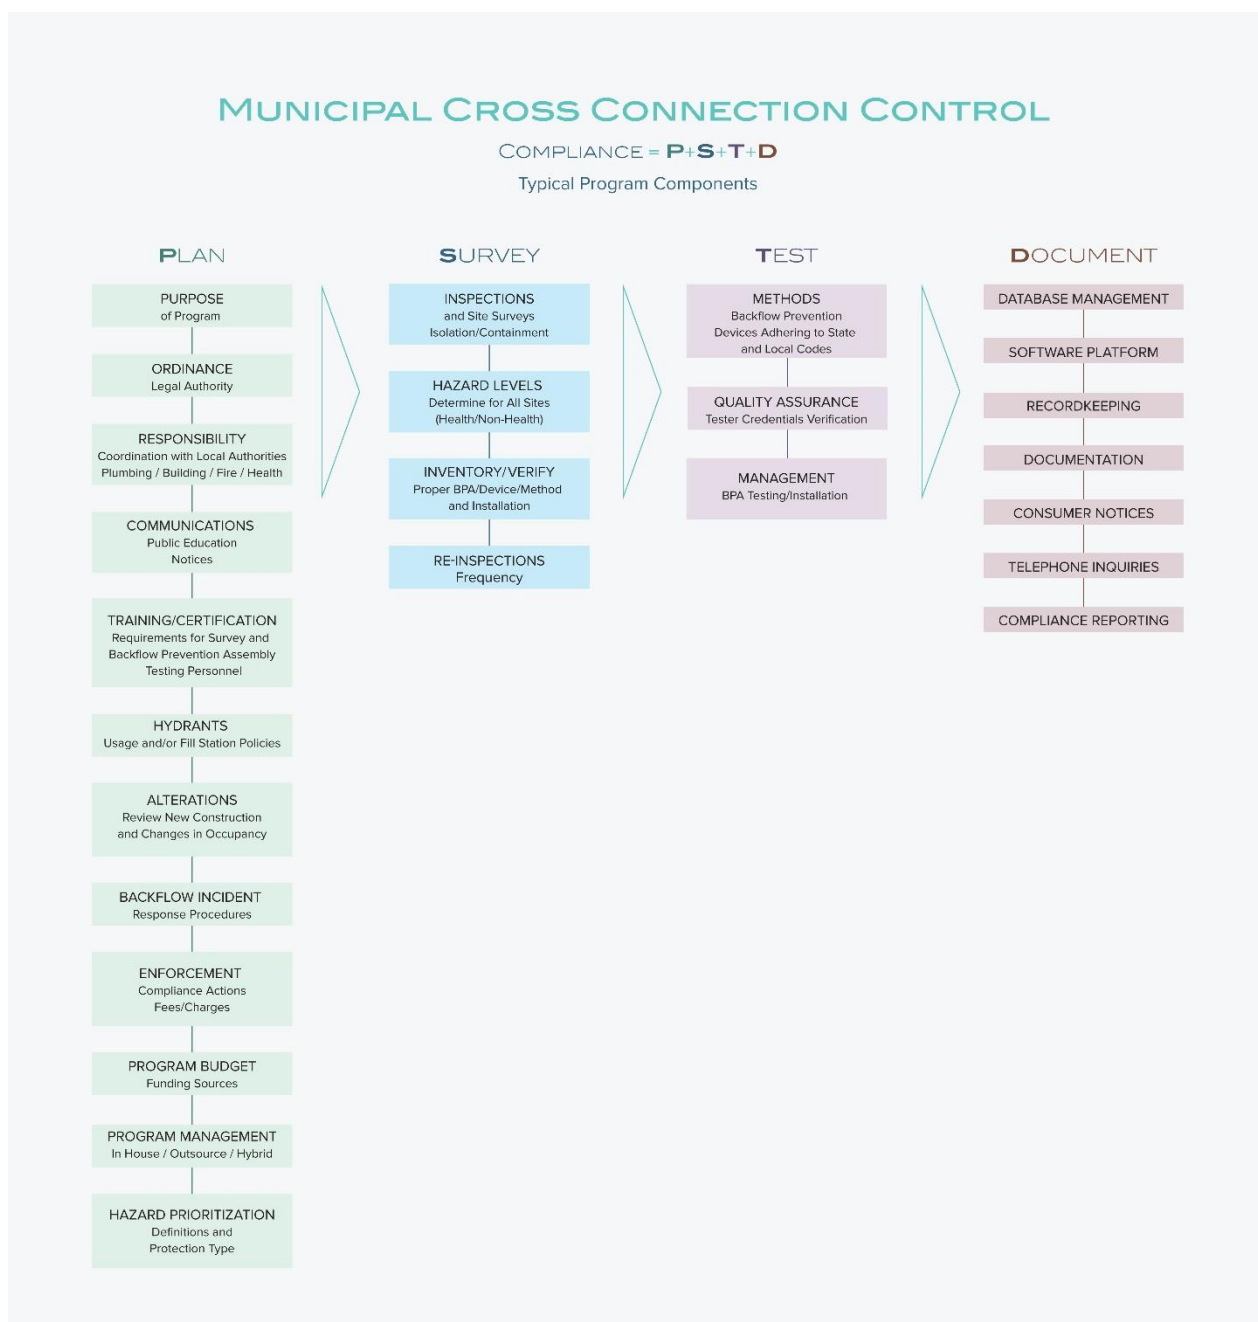 MUNICIPAL CROSS CONNECTION CONTROL
COMPLIANCE = P+S+T+D
Typical Program Components
PLAN
PURPOSE
of Program
ORDINANCE
Legal Authority
RESPONSIBILITY
Coordination with Local Authorities
Plumbing / Building / Fire / Health
COMMUNICATIONS
Public Education
Notices
TRAINING/CERTIFICATION
Requirements for Survey and
Backflow Prevention Assembly
Testing Personnel
HYDRANTS
Usage and/or Fill Station Policies
ALTERATIONS
Review New Construction
and Changes in Occupancy
BACKFLOW INCIDENT
Response Procedures
ENFORCEMENT
Compliance Actions
Fees/Charges
PROGRAM BUDGET
Funding Sources
PROGRAM MANAGEMENT
In House / Outsource / Hybrid
HAZARD PRIORITIZATION
Definitions and
Protection Type
SURVEY
INSPECTIONS
and Site Surveys
Isolation/Containment
HAZARD LEVELS
Determine for All Sites
(Health/Non-Health)
INVENTORY/VERIFY
Proper BPA/Device/Method
and Installation
RE-INSPECTIONS
Frequency
TEST
METHODS
Backflow Prevention
Devices Adhering to State
and Local Codes
QUALITY ASSURANCE
Tester Credentials Verification
MANAGEMENT
BPA Testing/Installation
DOCUMENT
DATABASE MANAGEMENT
SOFTWARE PLATFORM
RECORDKEEPING
DOCUMENTATION
CONSUMER NOTICES
TELEPHONE INQUIRIES
COMPLIANCE REPORTING